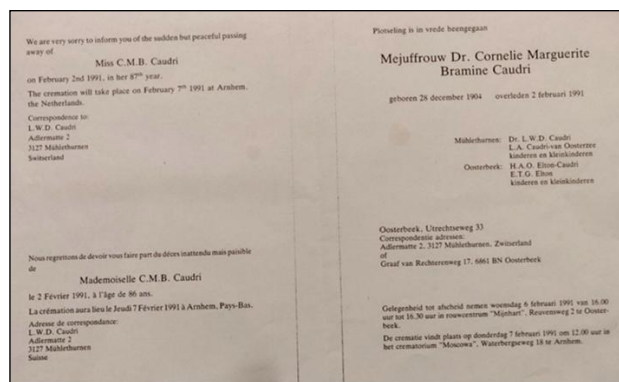 We are very sorry to inform you of the sudden but peaceful passing
away of
Miss C.M.B. Caudri
on February 2nd 1991, in her 87th year.
The cremation will take place on February 7th 1991 at Arnhem,
the Netherlands.
Correspondence to:
L.W.D. Caudri
Adlermatte 2
3127 Mühlethurnen
Switserland
Nous regrettons de devoir vous faire part du décès inattendu mais paisible
de
Mademoiselle C.M.B. Caudri
le 2 Février 1991, à l'âge de 86 ans.
La crémation aura lieu le Jeudi 7 Février 1991 à Arnhem, Pays-Bas.
Adresse de correspondance:
L.W.D. Caudri
Adlermatte 2
3127 Mühlethurnen
Suisse
Plotseling is in vrede heengegaan
Mejuffrouw Dr. Cornelie Marguerite
Bramine Caudri
geboren 28 december 1904 overleden 2 februari 1991
Mühlethurnen: Dr. L.W.D. Caudri
L.A. Caudri-van Oosterzee
kinderen en kleinkinderen
Oosterbeek: H.A.O. Elton-Caudri
E.T.G. Elton
kinderen en kleinkinderen
Oosterbeek, Utrechtseweg 33
Correspondentie adressen:
Adlermatte 2, 3127 Mühlethurnen, Zwitserland
of
Graaf van Rechterenweg 17, 6861 BN Oosterbeek
Gelegenheid tot afscheid nemen woensdag 6 februari 1991 van 16.00
uur tot 16.30 uur in rouwcentrum "Mijnhart", Reuvensweg 2 te Ooster-
beek.
De crematie vindt plaats op donderdag 7 februari 1991 om 12.00 uur in
het crematorium "Moscowa", Waterbergseweg 18 te Arnhem.